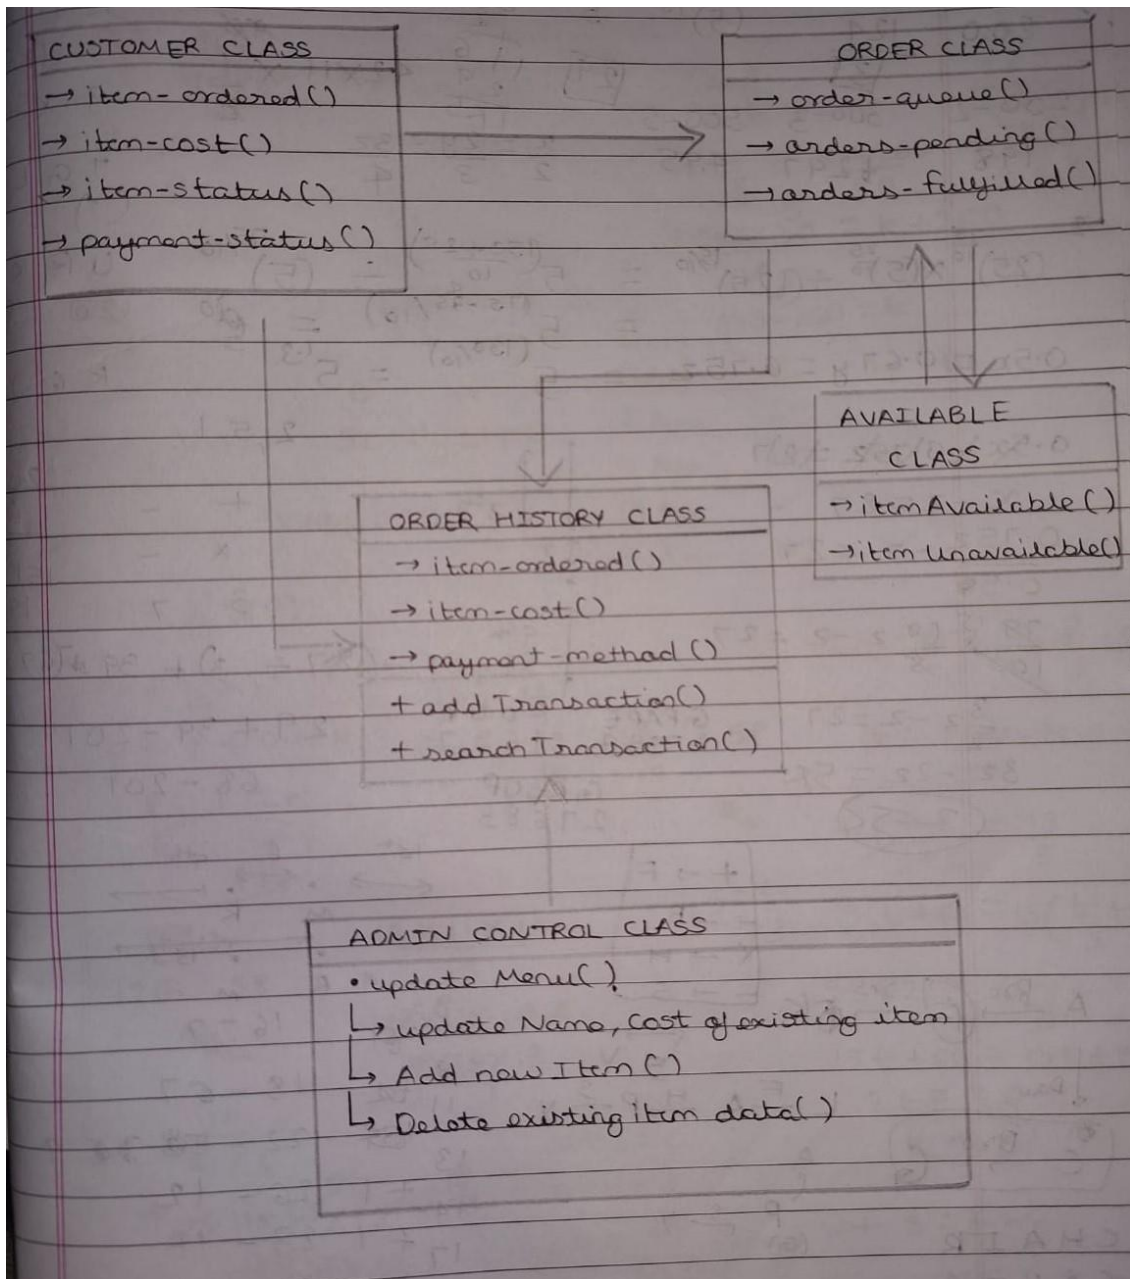 CUSTOMER CLASS
→ item-ordered()
→ item-cost()
→ item-status()
→ payment-status()
ORDER CLASS
→ order-queue()
→ orders-pending()
→ orders-fulfilled()
AVAILABLE
CLASS
→ itemAvailable()
→ item Unavailable()
ORDER HISTORY CLASS
→ item-ordered()
→ item-cost()
→ payment-method()
+ add Transaction()
+ search Transaction()
ADMIN CONTROL CLASS
• update Menu()
↳ update Name, Cost of existing item
↳ Add new Item()
↳ Delete existing item data()